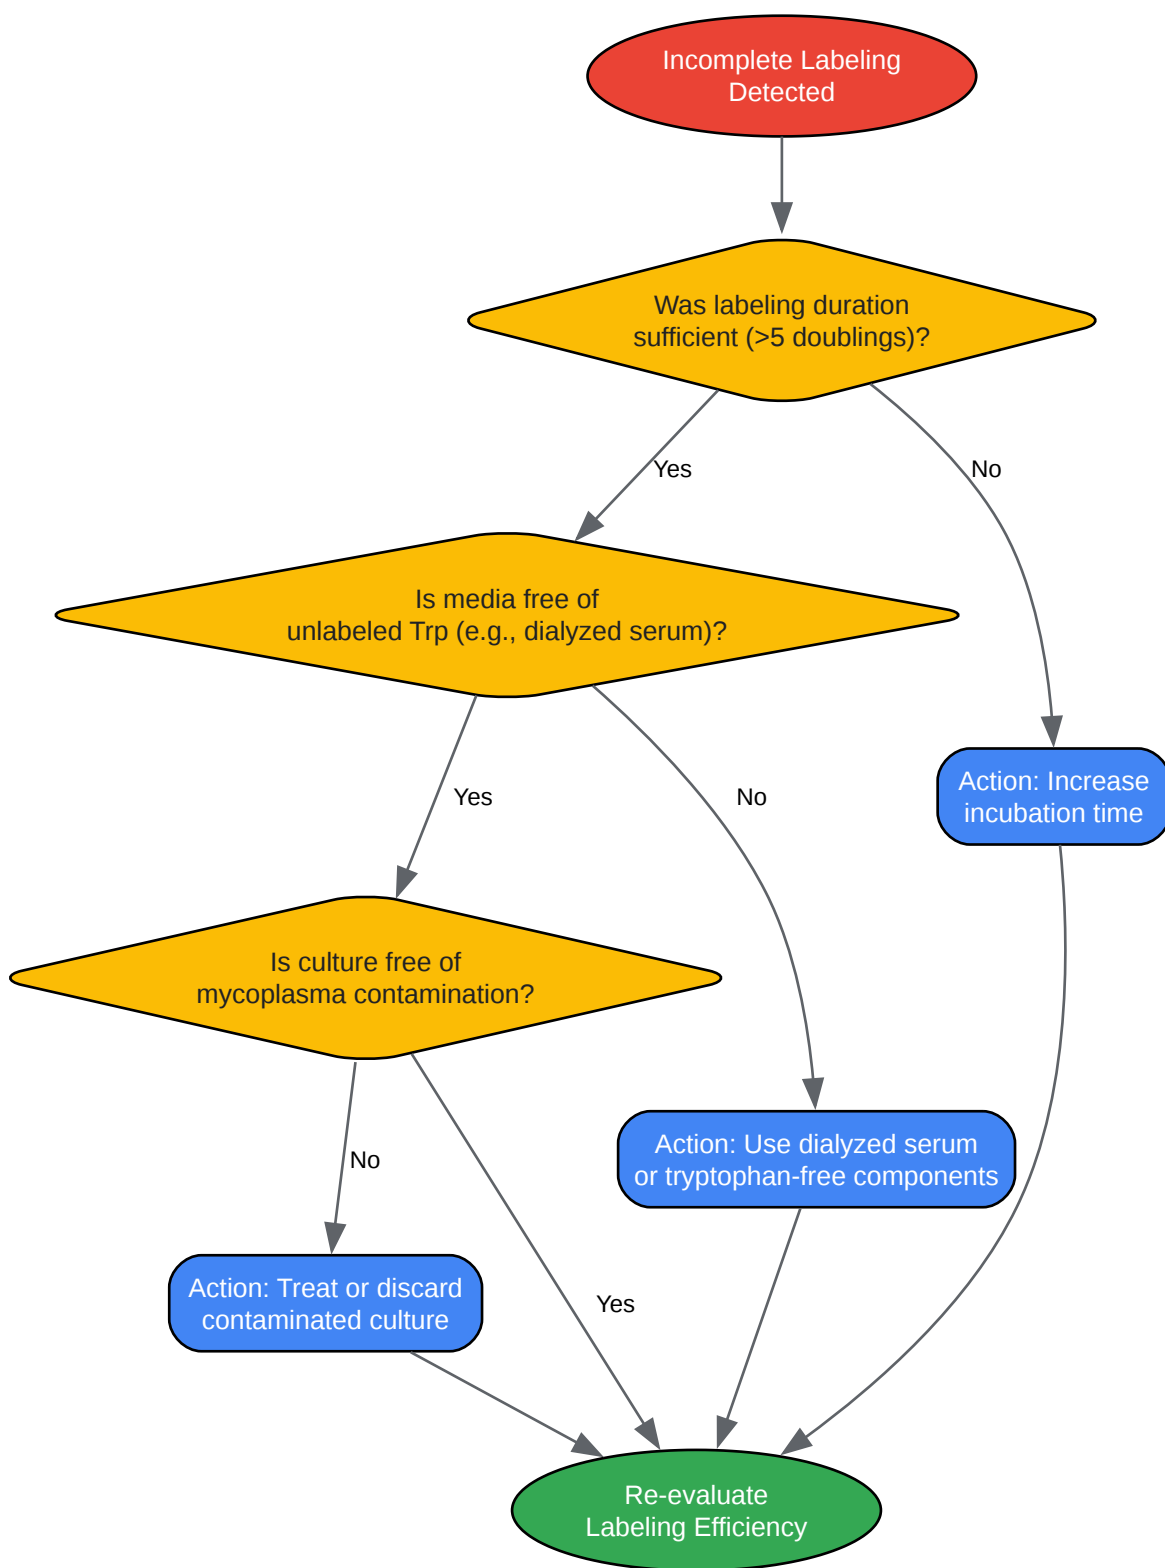 Incomplete Labeling
Detected
Was labeling duration
sufficient (>5 doublings)?
Yes
No
Is media free of
unlabeled Trp (e.g., dialyzed serum)?
Yes
No
Action: Increase
incubation time
Is culture free of
mycoplasma contamination?
No
Yes
Action: Use dialyzed serum
or tryptophan-free components
Action: Treat or discard
contaminated culture
Re-evaluate
Labeling Efficiency